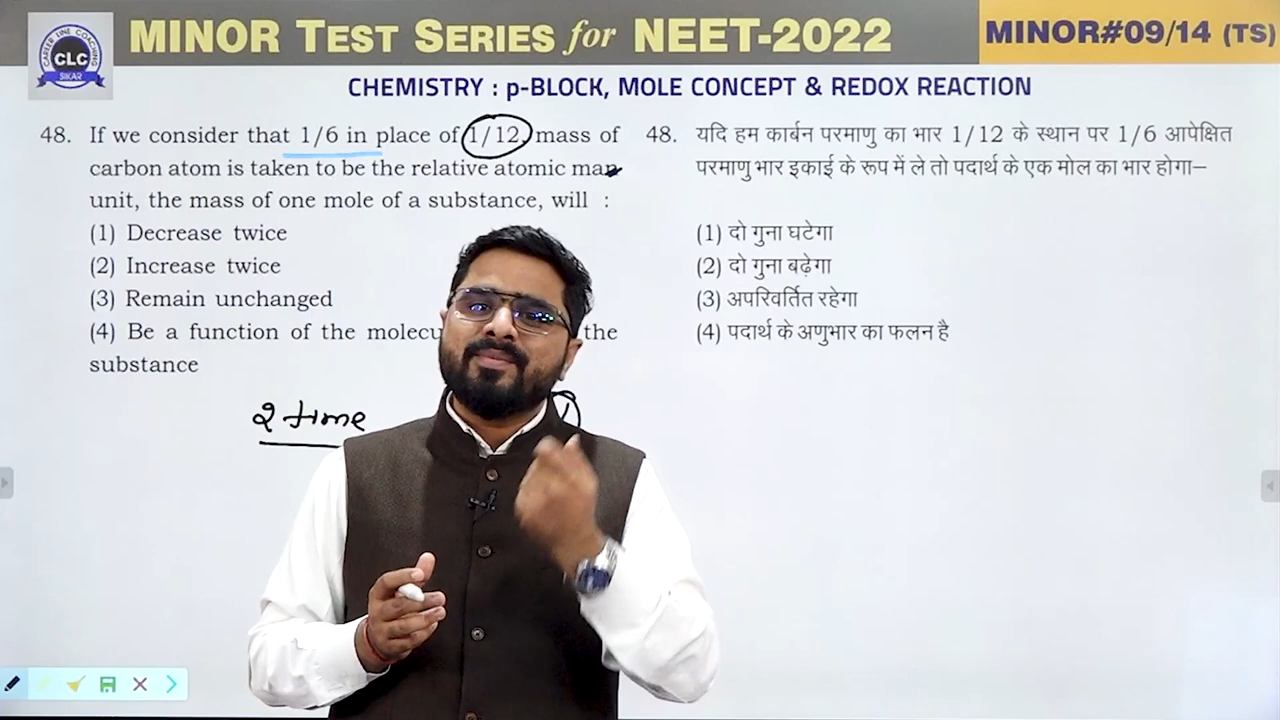 CAREER LINE COACHING
CLC
SIKAR
MINOR TEST SERIES for NEET-2022
MINOR#09/14 (TS)
CHEMISTRY : p-BLOCK, MOLE CONCEPT & REDOX REACTION
48. If we consider that 1/6 in place of 1/12, mass of
carbon atom is taken to be the relative atomic
unit, the mass of one mole of a substance, will :
(1) Decrease twice
(2) Increase twice
(3) Remain unchanged
(4) Be a function of the molecu the
substance
2 time
48. यदि हम कार्बन परमाणु का भार 1/12 के स्थान पर 1/6 आपेक्षित
परमाणु भार इकाई के रूप में ले तो पदार्थ के एक मोल का भार होगा–
(1) दो गुना घटेगा
(2) दो गुना बढ़ेगा
(3) अपरिवर्तित रहेगा
(4) पदार्थ के अणुभार का फलन है